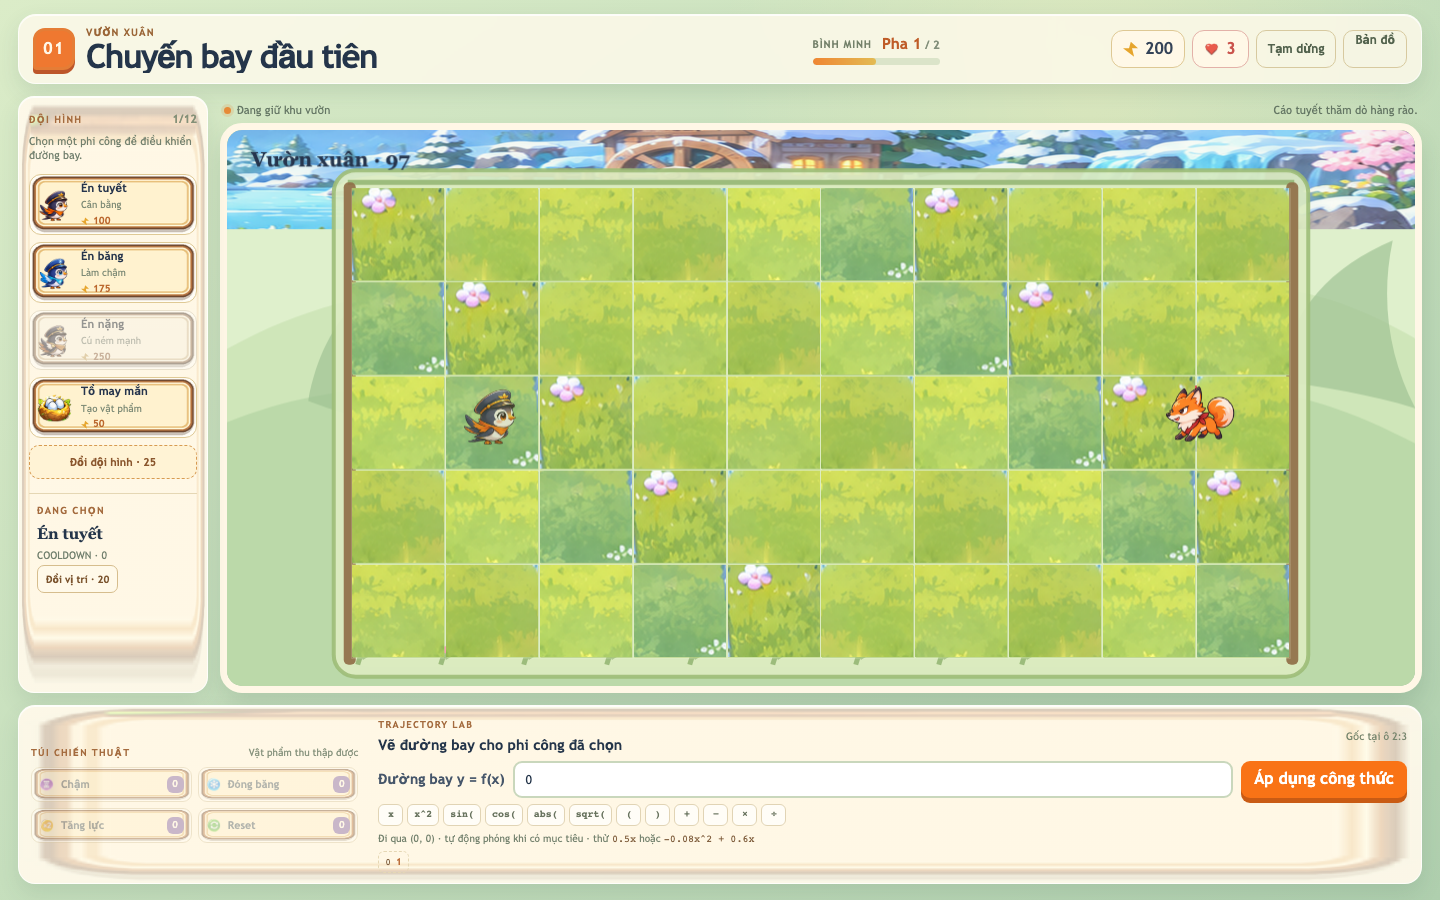 01
VƯỜN XUÂN
Chuyến bay đầu tiên
BÌNH MINH Pha 1 / 2
200
3
Tạm dừng
Bản đồ
ĐỘI HÌNH 1/12
Chọn một phi công để điều khiển
đường bay.
Én tuyết
Cân bằng
100
Én băng
Làm chậm
175
Én nặng
Cú ném mạnh
250
Tổ may mắn
Tạo vật phẩm
50
Đổi đội hình · 25
ĐANG CHỌN
Én tuyết
COOLDOWN · 0
Đổi vị trí · 20
Đang giữ khu vườn
Cáo tuyết thăm dò hàng rào.
Vườn xuân · 97
TÚI CHIẾN THUẬT
Vật phẩm thu thập được
Chậm 0
Đóng băng 0
Tăng lực 0
Reset 0
TRAJECTORY LAB
Vẽ đường bay cho phi công đã chọn
Gốc tại ô 2:3
Đường bay y = f(x) 0
Áp dụng công thức
x x^2 sin( cos( abs( sqrt( ( ) + − × ÷
Đi qua (0, 0) · tự động phóng khi có mục tiêu · thử 0.5x hoặc −0.08x^2 + 0.6x
0 1